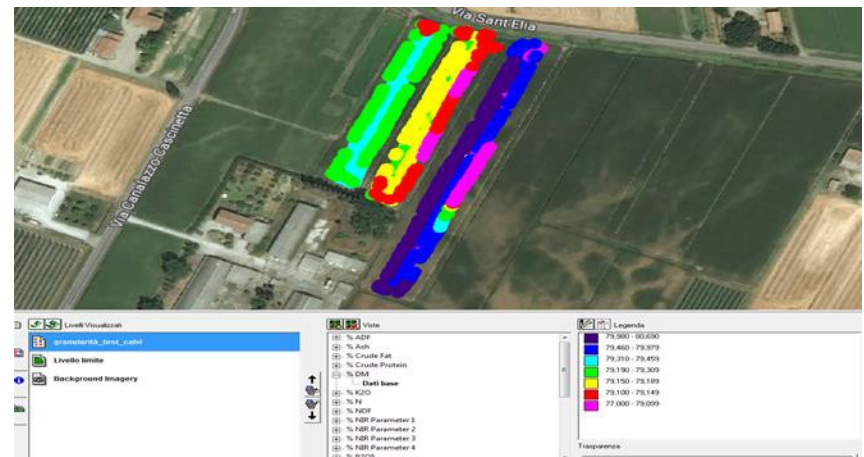 Via Sant'Elia
Via Canalazzo-Cascinetta
Livelli Visualizzati
granularità_test_calvi
Livello limite
Background Imagery
Viste
% ADF
% Ash
% Crude Fat
% Crude Protein
% DM
Dati base
% K2O
% N
% NDF
% NIR Parameter 1
% NIR Parameter 2
% NIR Parameter 3
% NIR Parameter 4
% P2O5
Legenda
79,980 - 80,690
79,460 - 79,979
79,310 - 79,459
79,190 - 79,309
79,150 - 79,189
79,100 - 79,149
77,000 - 79,099
Trasparenza